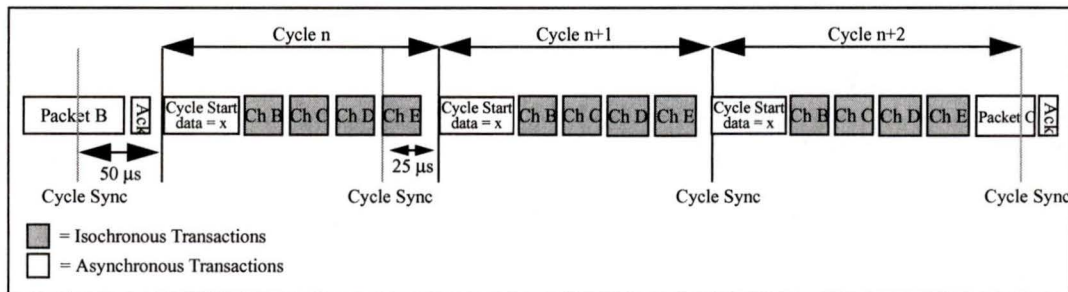 Cycle n
Cycle n+1
Cycle n+2
Packet B
Ack
Cycle Start
data = x
Ch B
Ch C
Ch D
Ch E
Cycle Start
data = x
Ch B
Ch C
Ch D
Ch E
Cycle Start
data = x
Ch B
Ch C
Ch D
Ch E
Packet C
Ack
50 µs
25 µs
Cycle Sync
Cycle Sync
Cycle Sync
Cycle Sync
= Isochronous Transactions
= Asynchronous Transactions